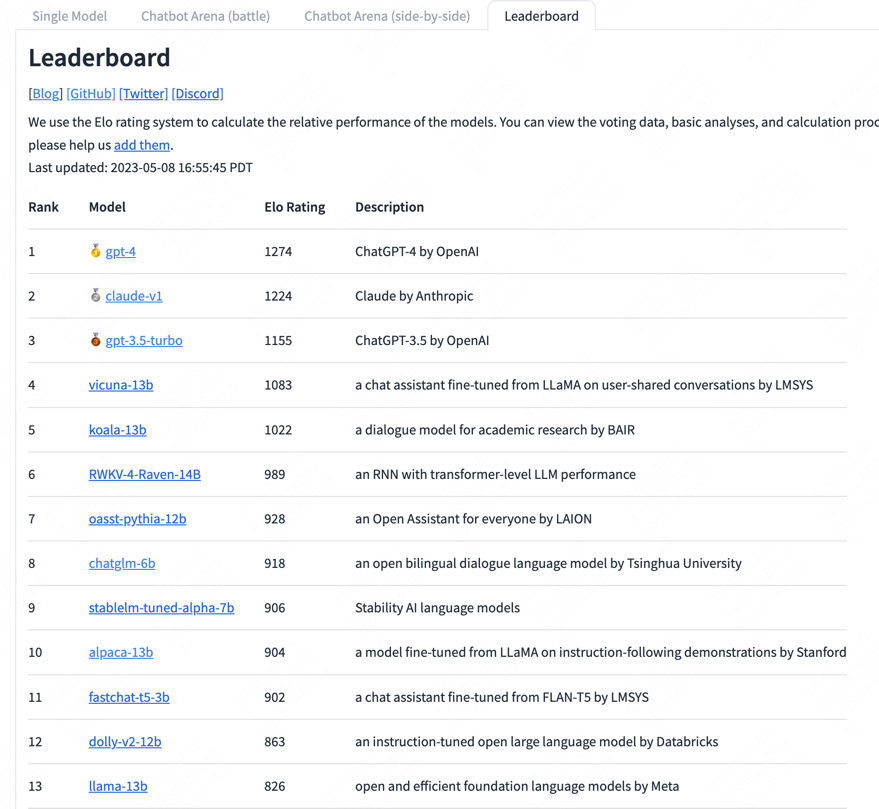 Single Model Chatbot Arena (battle) Chatbot Arena (side-by-side) Leaderboard
Leaderboard
[Blog] [GitHub] [Twitter] [Discord]
We use the Elo rating system to calculate the relative performance of the models. You can view the voting data, basic analyses, and calculation
please help us add them.
Last updated: 2023-05-08 16:55:45 PDT
Rank Model Elo Rating Description
1 🥇 gpt-4 1274 ChatGPT-4 by OpenAI
2 🥈 claude-v1 1224 Claude by Anthropic
3 🥉 gpt-3.5-turbo 1155 ChatGPT-3.5 by OpenAI
4 vicuna-13b 1083 a chat assistant fine-tuned from LLaMA on user-shared conversations by LMSYS
5 koala-13b 1022 a dialogue model for academic research by BAIR
6 RWKV-4-Raven-14B 989 an RNN with transformer-level LLM performance
7 oasst-pythia-12b 928 an Open Assistant for everyone by LAION
8 chatglm-6b 918 an open bilingual dialogue language model by Tsinghua University
9 stablelm-tuned-alpha-7b 906 Stability AI language models
10 alpaca-13b 904 a model fine-tuned from LLaMA on instruction-following demonstrations by Stanford
11 fastchat-t5-3b 902 a chat assistant fine-tuned from FLAN-T5 by LMSYS
12 dolly-v2-12b 863 an instruction-tuned open large language model by Databricks
13 llama-13b 826 open and efficient foundation language models by Meta